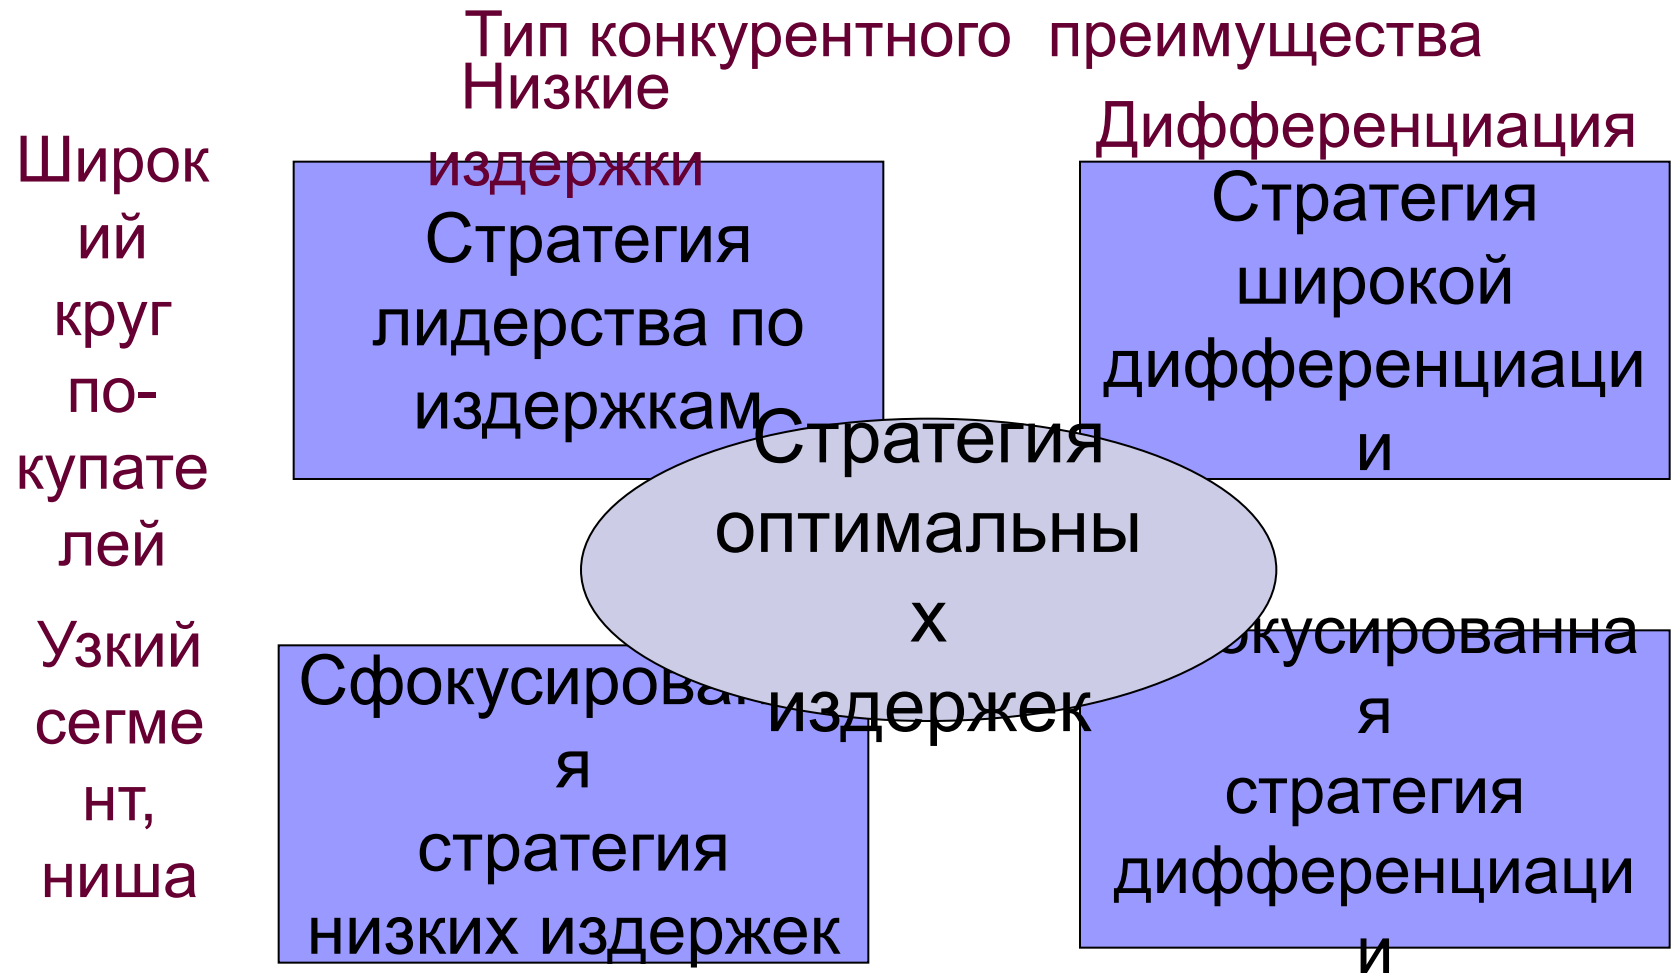 Тип конкурентного преимущества
Низкие
издержки
Дифференциация
Широк
ий
круг
по-
купате
лей
Стратегия
лидерства по
издержкам
Стратегия
широкой
дифференциаци
и
Стратегия
оптимальны
х
издержек
Узкий
сегме
нт,
ниша
я
стратегия
низких издержек
я
стратегия
дифференциаци
и